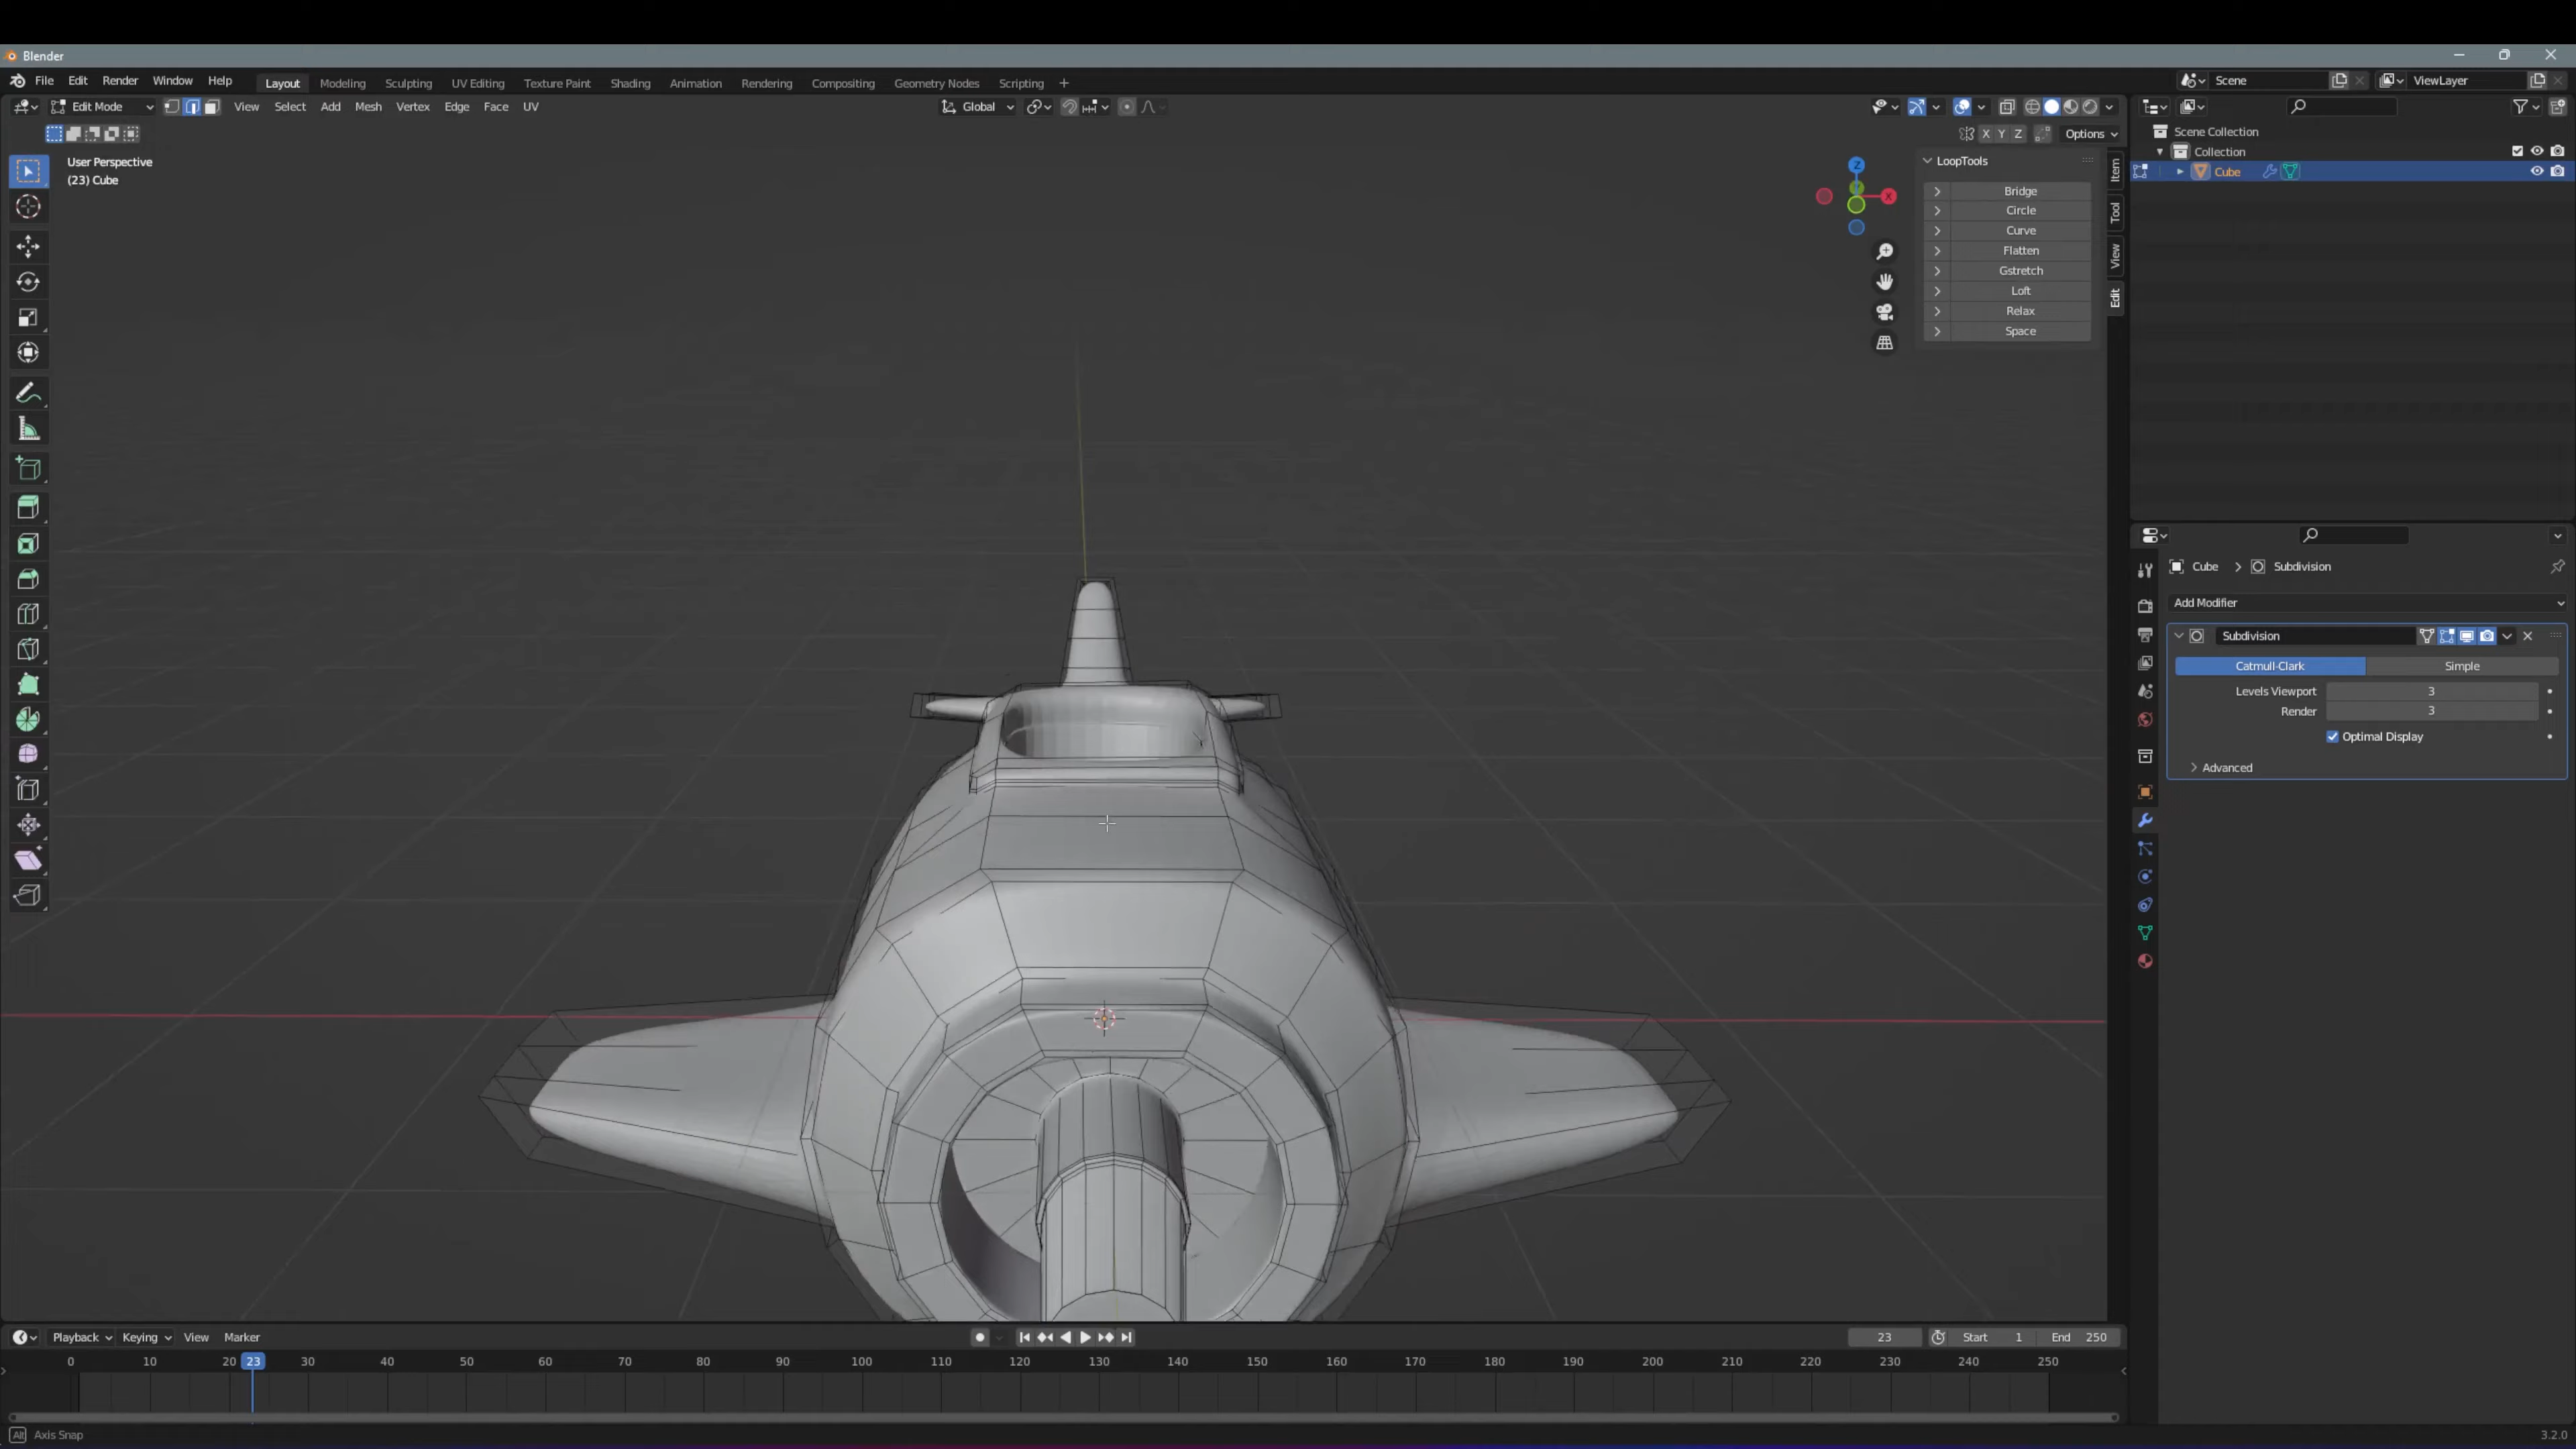 Blender
File Edit Render Window Help Layout Modeling Sculpting UV Editing Texture Paint Shading Animation Rendering Compositing Geometry Nodes Scripting + Scene ViewLayer
Edit Mode View Select Add Mesh Vertex Edge Face UV Global
X Y Z Options
User Perspective
(23) Cube
Z
X
LoopTools
Bridge
Circle
Curve
Flatten
Gstretch
Loft
Relax
Space
Item
Tool
View
Edit
Scene Collection
Collection
Cube
Cube > Subdivision
Add Modifier
Subdivision
Catmull-Clark Simple
Levels Viewport 3
Render 3
Optimal Display
Advanced
Playback Keying View Marker 23 Start 1 End 250
0 10 20 23 30 40 50 60 70 80 90 100 110 120 130 140 150 160 170 180 190 200 210 220 230 240 250
Alt Axis Snap 3.2.0